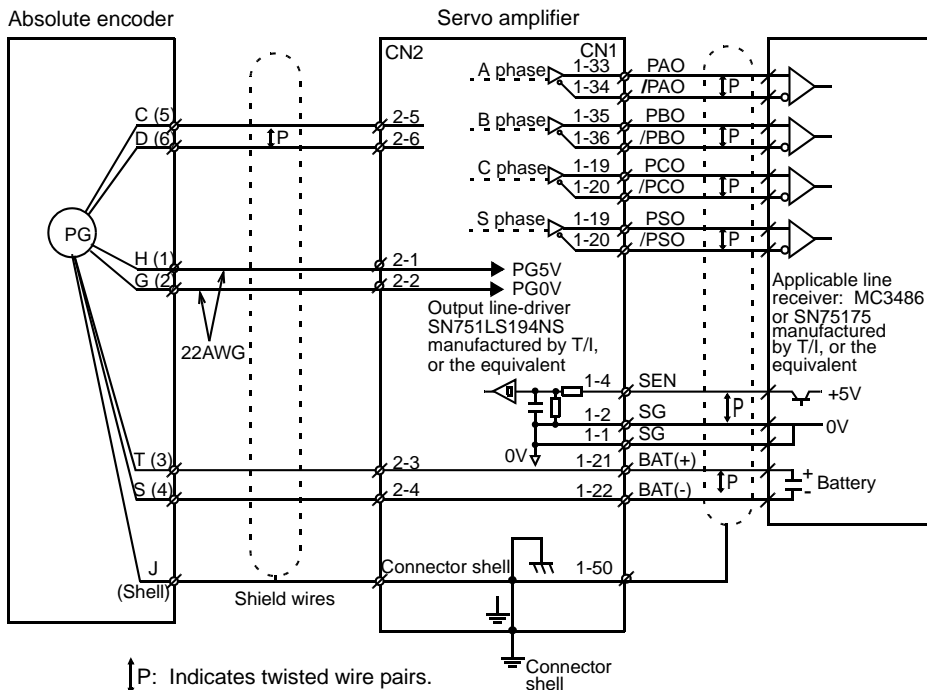 Absolute encoder
Servo amplifier
CN2
CN1
A phase
1-33
PAO
P
1-34
/PAO
C (5)
2-5
B phase
1-35
PBO
P
D (6)
P
2-6
1-36
/PBO
C phase
1-19
PCO
P
1-20
/PCO
PG
S phase
1-19
PSO
P
1-20
/PSO
H (1)
2-1
PG5V
G (2)
2-2
PG0V
22AWG
Output line-driver
SN751LS194NS
manufactured by T/I,
or the equivalent
Applicable line
receiver: MC3486
or SN75175
manufactured
by T/I, or the
equivalent
1-4
SEN
+5V
P
1-2
SG
0V
1-1
SG
0V
T (3)
2-3
1-21
BAT(+)
+
P
Battery
S (4)
2-4
1-22
BAT(-)
-
J
(Shell)
Shield wires
Connector shell
1-50
Connector
shell
P: Indicates twisted wire pairs.